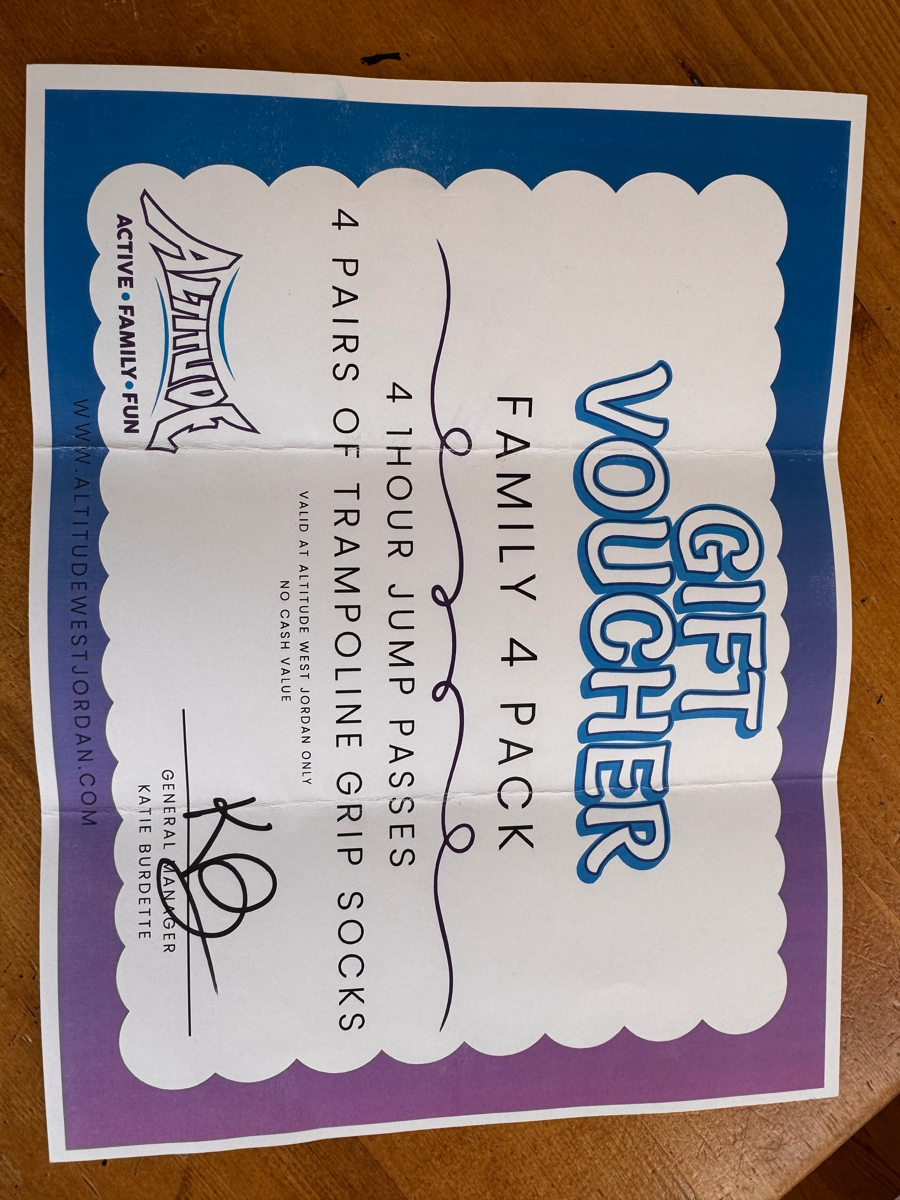 GIFT
VOUCHER
FAMILY 4 PACK
4 1HOUR JUMP PASSES
4 PAIRS OF TRAMPOLINE GRIP SOCKS
VALID AT ALTITUDE WEST JORDAN ONLY
NO CASH VALUE
ALTITUDE
ACTIVE • FAMILY • FUN
GENERAL MANAGER
KATIE BURDETTE
WWW.ALTITUDEWESTJORDAN.COM